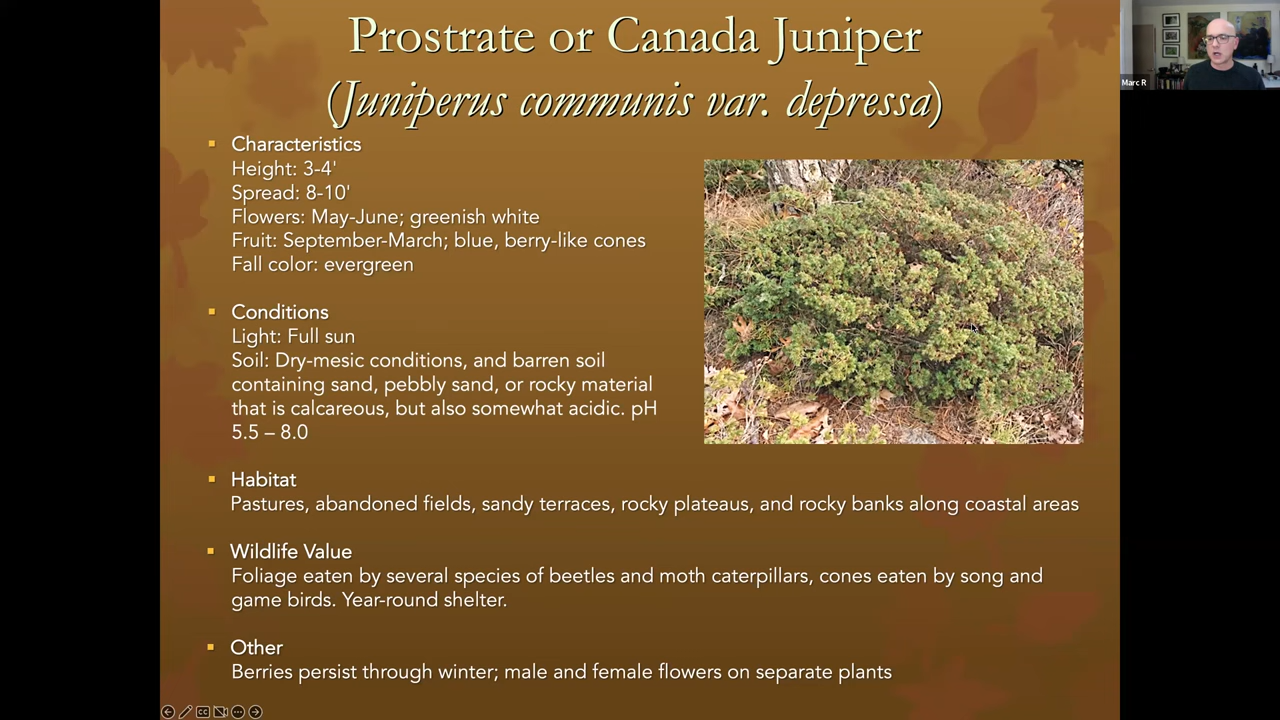 Prostrate or Canada Juniper
(Juniperus communis var. depressa)
Marc R
▪ Characteristics
Height: 3-4'
Spread: 8-10'
Flowers: May-June; greenish white
Fruit: September-March; blue, berry-like cones
Fall color: evergreen
▪ Conditions
Light: Full sun
Soil: Dry-mesic conditions, and barren soil
containing sand, pebbly sand, or rocky material
that is calcareous, but also somewhat acidic. pH
5.5 – 8.0
▪ Habitat
Pastures, abandoned fields, sandy terraces, rocky plateaus, and rocky banks along coastal areas
▪ Wildlife Value
Foliage eaten by several species of beetles and moth caterpillars, cones eaten by song and
game birds. Year-round shelter.
▪ Other
Berries persist through winter; male and female flowers on separate plants
CC